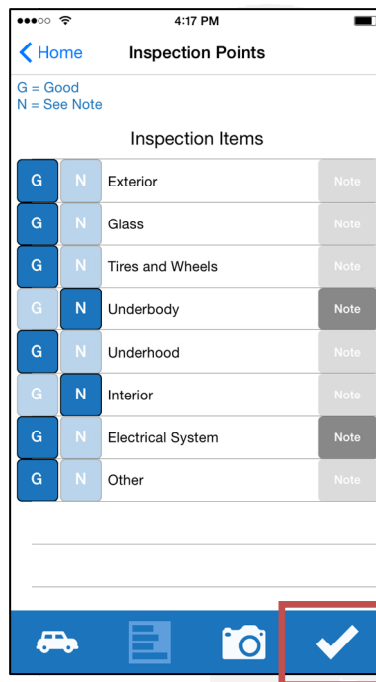 4:17 PM
Home Inspection Points
G = Good
N = See Note
Inspection Items
G N Exterior Note
G N Glass Note
G N Tires and Wheels Note
G N Underbody Note
G N Underhood Note
G N Interior Note
G N Electrical System Note
G N Other Note